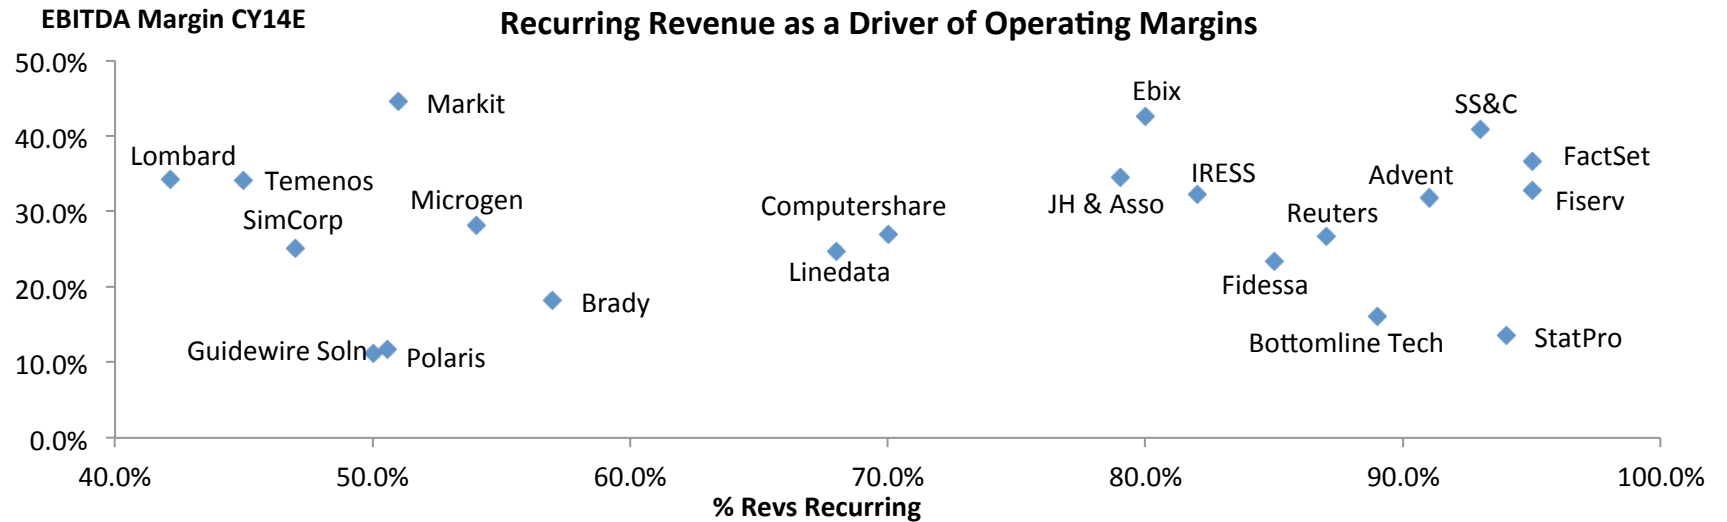 EBITDA Margin CY14E
Recurring Revenue as a Driver of Operating Margins
50.0%
40.0%
30.0%
20.0%
10.0%
0.0%
Markit
Ebix
SS&C
Lombard
Temenos
FactSet
IRESS
Advent
JH & Asso
Fiserv
Microgen
SimCorp
Computershare
Reuters
Linedata
Fidessa
Brady
Bottomline Tech
StatPro
Guidewire Soln
Polaris
40.0%
50.0%
60.0%
70.0%
80.0%
90.0%
100.0%
% Revs Recurring